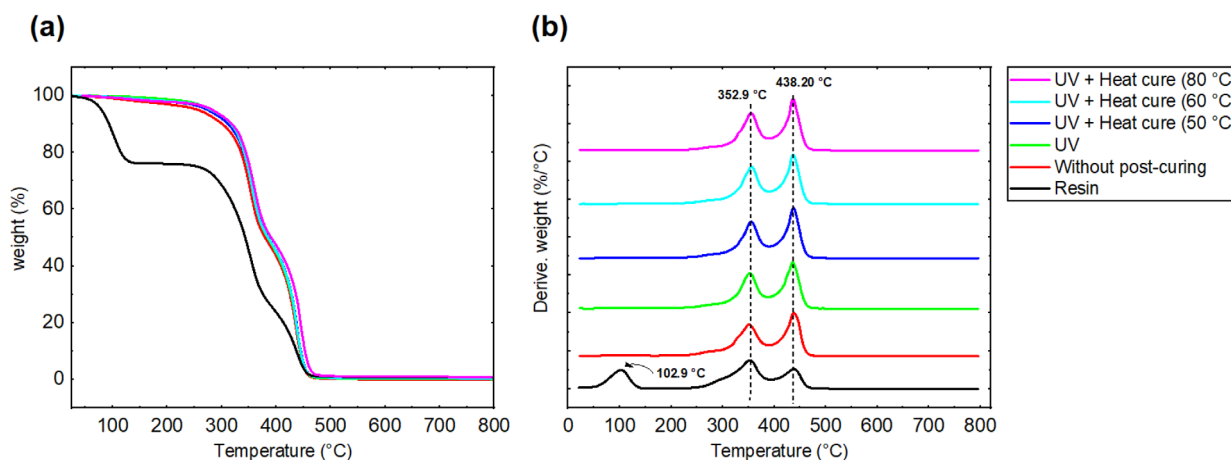 (a)
(b)
100
80
60
40
20
0
weight (%)
100 200 300 400 500 600 700 800
Temperature (°C)
Derive. weight (%/°C)
352.9 °C
438.20 °C
102.9 °C
0 100 200 300 400 500 600 700 800
Temperature (°C)
UV + Heat cure (80 °C
UV + Heat cure (60 °C
UV + Heat cure (50 °C
UV
Without post-curing
Resin